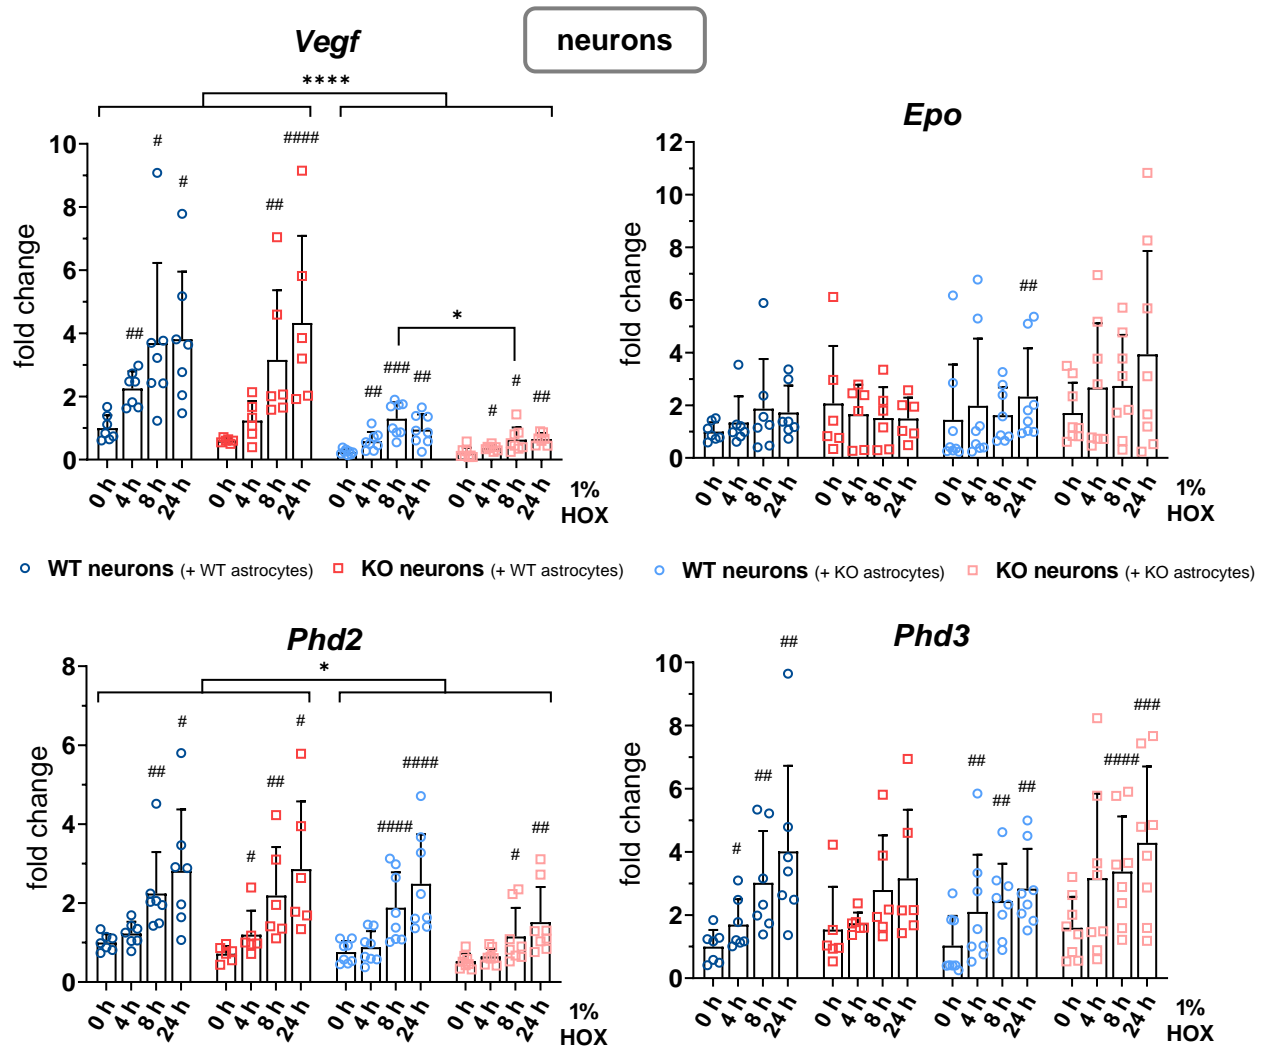 neurons
Vegf
****
fold change
10
8
6
4
2
0
#
#
##
####
##
*
##
###
##
#
#
##
0 h
4 h
8 h
24 h
0 h
4 h
8 h
24 h
0 h
4 h
8 h
24 h
0 h
4 h
8 h
24 h
1%
HOX
Epo
fold change
12
10
8
6
4
2
0
##
0 h
4 h
8 h
24 h
0 h
4 h
8 h
24 h
0 h
4 h
8 h
24 h
0 h
4 h
8 h
24 h
1%
HOX
WT neurons (+ WT astrocytes)
KO neurons (+ WT astrocytes)
WT neurons (+ KO astrocytes)
KO neurons (+ KO astrocytes)
Phd2
*
fold change
8
6
4
2
0
##
#
#
##
#
####
####
#
##
0 h
4 h
8 h
24 h
0 h
4 h
8 h
24 h
0 h
4 h
8 h
24 h
0 h
4 h
8 h
24 h
1%
HOX
Phd3
fold change
10
8
6
4
2
0
#
##
##
##
##
##
####
###
0 h
4 h
8 h
24 h
0 h
4 h
8 h
24 h
0 h
4 h
8 h
24 h
0 h
4 h
8 h
24 h
1%
HOX